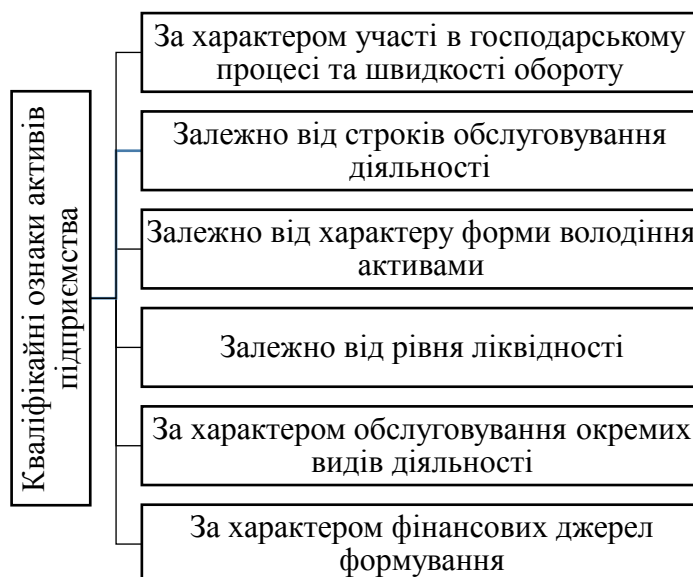 Кваліфікайні ознаки активів
підприємства
За характером участі в господарському
процесі та швидкості обороту
Залежно від строків обслуговування
діяльності
Залежно від характеру форми володіння
активами
Залежно від рівня ліквідності
За характером обслуговування окремих
видів діяльності
За характером фінансових джерел
формування